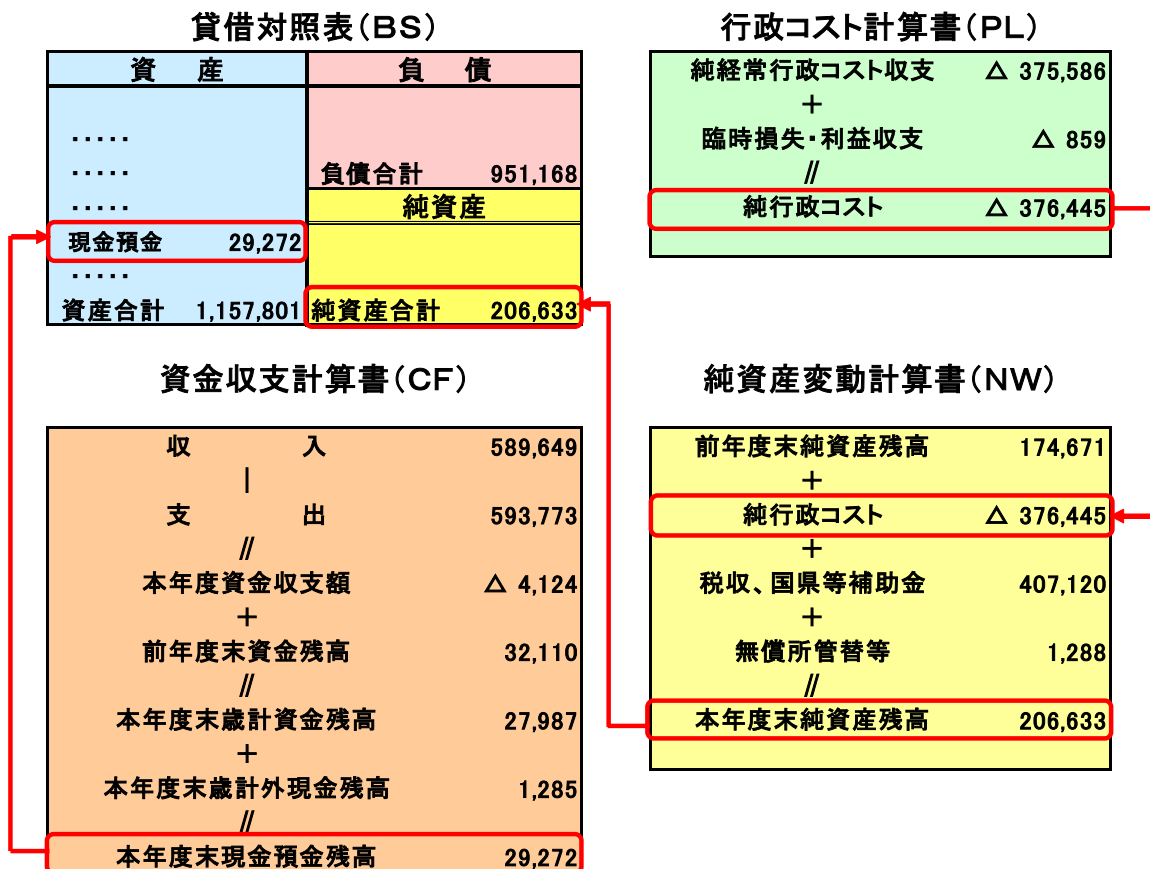 貸借対照表(BS)
資　産　負　債
・・・・・
・・・・・
負債合計 951,168
・・・・・
純資産
現金預金 29,272
・・・・・
資産合計 1,157,801 純資産合計 206,633
行政コスト計算書(PL)
純経常行政コスト収支 △ 375,586
＋
臨時損失・利益収支 △ 859
//
純行政コスト △ 376,445
資金収支計算書(CF)
収　入 589,649
|
支　出 593,773
//
本年度資金収支額 △ 4,124
＋
前年度末資金残高 32,110
//
本年度末歳計資金残高 27,987
＋
本年度末歳計外現金残高 1,285
//
本年度末現金預金残高 29,272
純資産変動計算書(NW)
前年度末純資産残高 174,671
＋
純行政コスト △ 376,445
＋
税収、国県等補助金 407,120
＋
無償所管替等 1,288
//
本年度末純資産残高 206,633